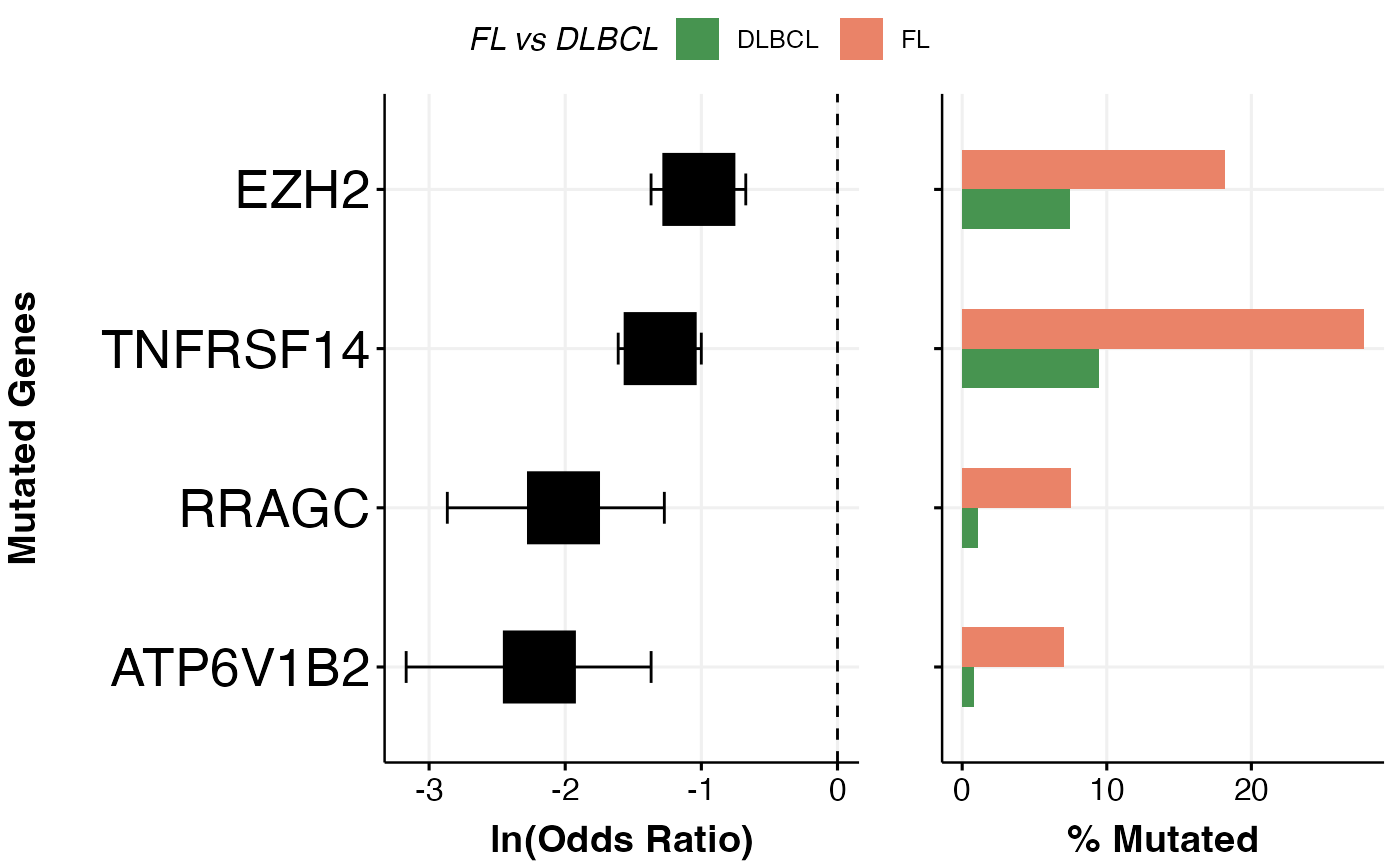 FL vs DLBCL DLBCL FL
Mutated Genes
EZH2
TNFRSF14
RRAGC
ATP6V1B2
-3 -2 -1 0
ln(Odds Ratio)
0 10 20
% Mutated